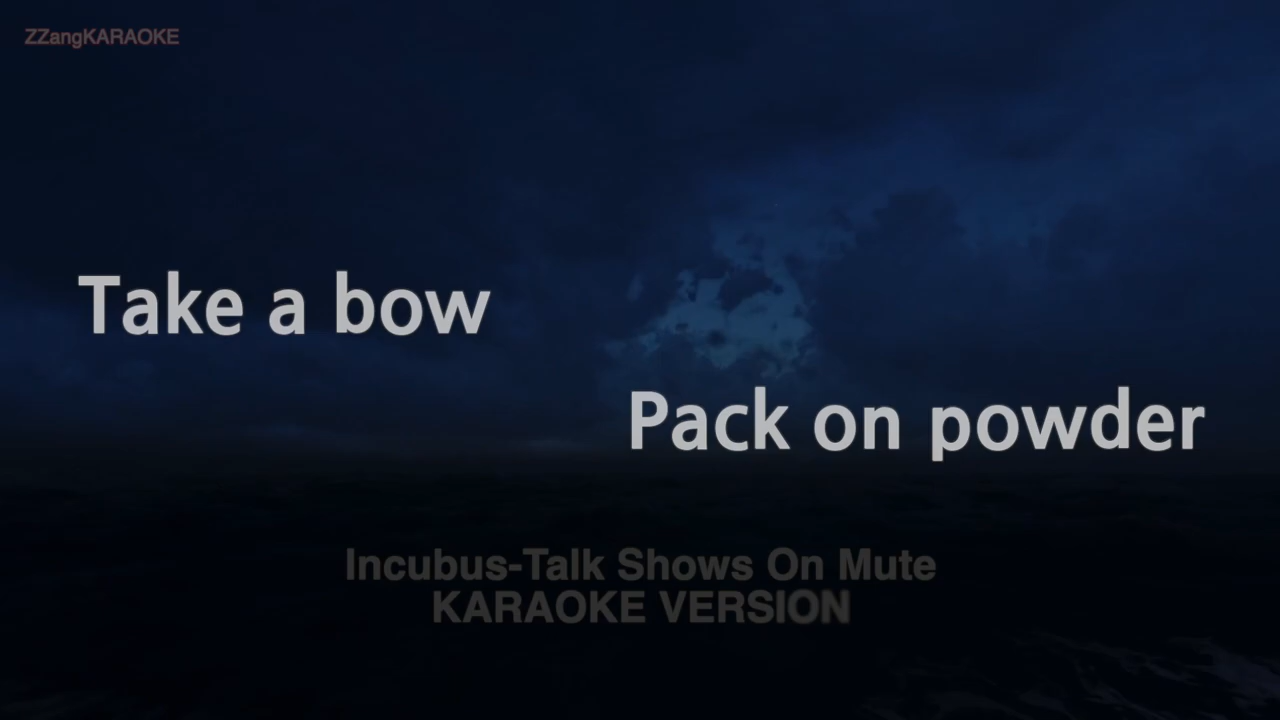 ZZangKARAOKE
Take a bow
Pack on powder
Incubus-Talk Shows On Mute
KARAOKE VERSION